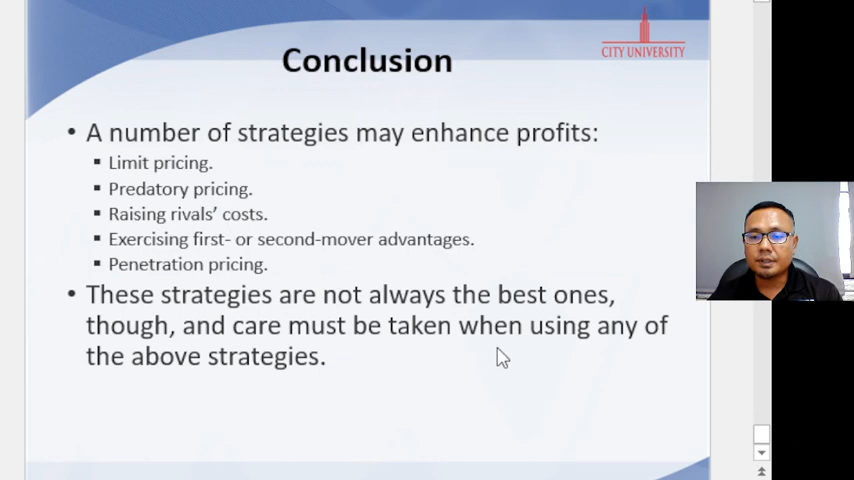 CITY UNIVERSITY
Conclusion
• A number of strategies may enhance profits:
▪ Limit pricing.
▪ Predatory pricing.
▪ Raising rivals’ costs.
▪ Exercising first- or second-mover advantages.
▪ Penetration pricing.
• These strategies are not always the best ones,
though, and care must be taken when using any of
the above strategies.